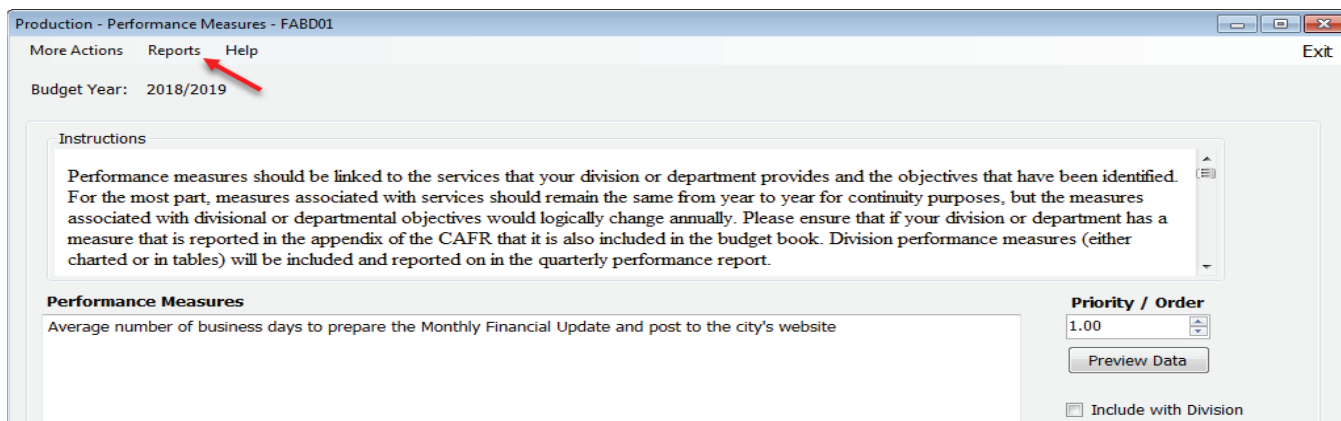 Production - Performance Measures - FABD01
More Actions Reports Help Exit
Budget Year: 2018/2019
Instructions
Performance measures should be linked to the services that your division or department provides and the objectives that have been identified.
For the most part, measures associated with services should remain the same from year to year for continuity purposes, but the measures
associated with divisional or departmental objectives would logically change annually. Please ensure that if your division or department has a
measure that is reported in the appendix of the CAFR that it is also included in the budget book. Division performance measures (either
charted or in tables) will be included and reported on in the quarterly performance report.
Performance Measures
Average number of business days to prepare the Monthly Financial Update and post to the city's website
Priority / Order
1.00
Preview Data
Include with Division